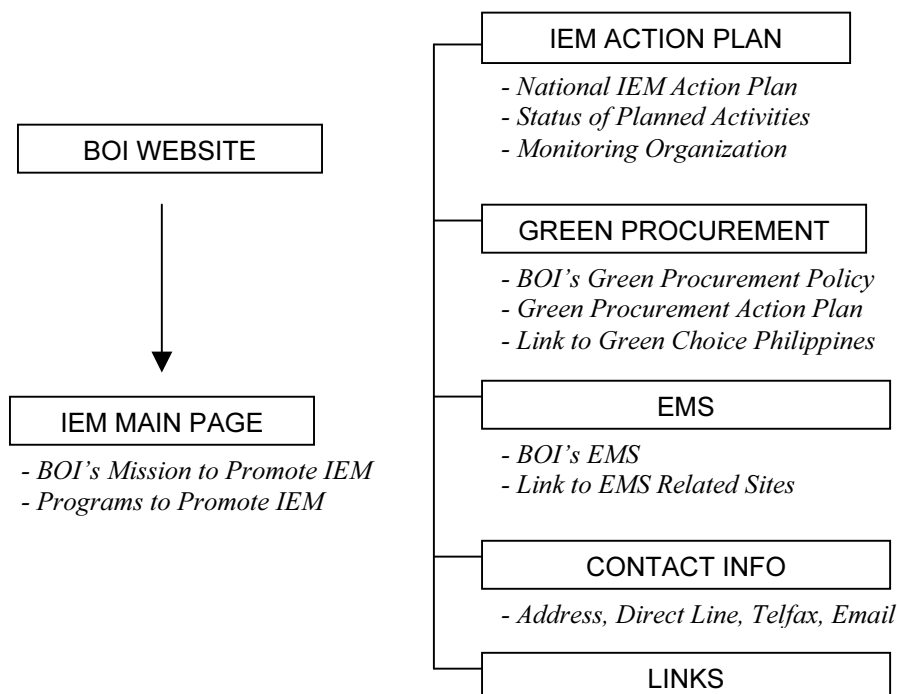 BOI WEBSITE
IEM MAIN PAGE
- BOI’s Mission to Promote IEM
- Programs to Promote IEM
IEM ACTION PLAN
- National IEM Action Plan
- Status of Planned Activities
- Monitoring Organization
GREEN PROCUREMENT
- BOI’s Green Procurement Policy
- Green Procurement Action Plan
- Link to Green Choice Philippines
EMS
- BOI’s EMS
- Link to EMS Related Sites
CONTACT INFO
- Address, Direct Line, Telfax, Email
LINKS